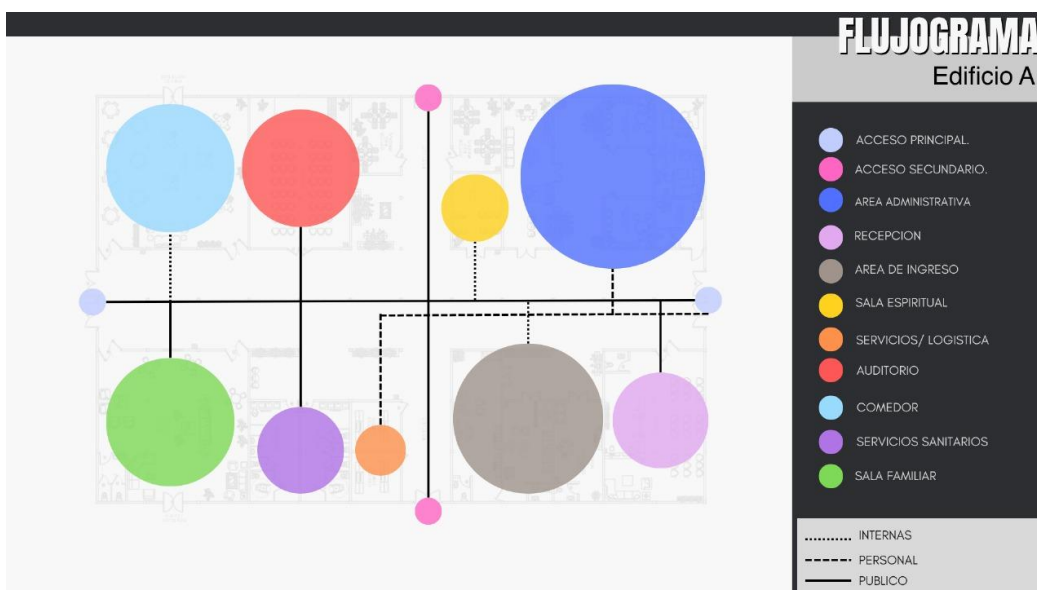 FLUJOGRAMA
Edificio A
ACCESO PRINCIPAL.
ACCESO SECUNDARIO.
AREA ADMINISTRATIVA
RECEPCION
AREA DE INGRESO
SALA ESPIRITUAL
SERVICIOS/ LOGISTICA
AUDITORIO
COMEDOR
SERVICIOS SANITARIOS
SALA FAMILIAR
INTERNAS
PERSONAL
PUBLICO